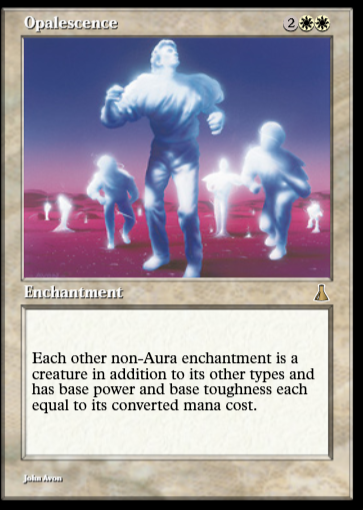 Opalescence 2
Enchantment
Each other non-Aura enchantment is a
creature in addition to its other types and
has base power and base toughness each
equal to its converted mana cost.
John Avon